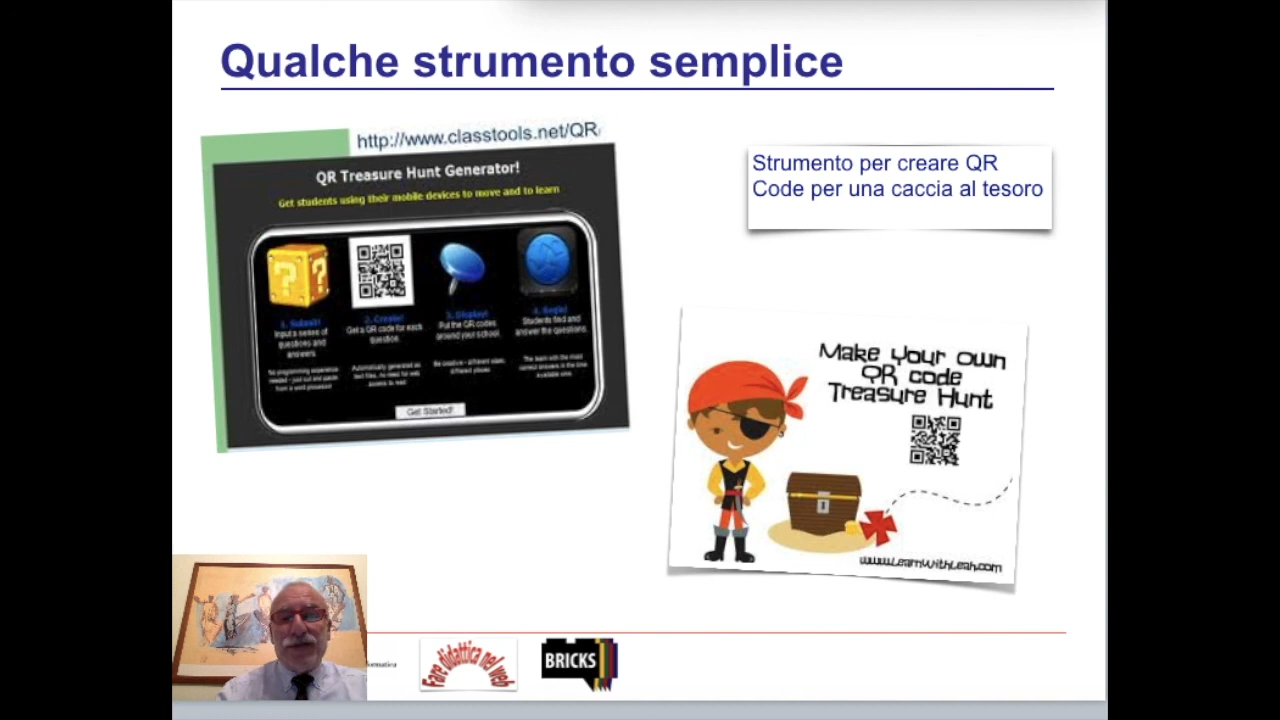 Qualche strumento semplice
http://www.classtools.net/QR
QR Treasure Hunt Generator!
Get students using their mobile devices to move and to learn
1. Submit!
Input a series of
questions and
answers.
No programming experience
needed - just cut and paste
from a word processor
2. Create!
Get a QR code for each
question.
Automatically generated as
text files, no need for web
access to read
3. Display!
Put the QR codes
around your school.
Be creative - different sizes,
different places
4. Begin!
Students find and
answer the questions.
The team with the most
correct answers in the time
available wins
Get Started!
Strumento per creare QR
Code per una caccia al tesoro
Make your own
QR code
Treasure Hunt
www.LearnWithLeah.com
Fare didattica nel web
BRICKS